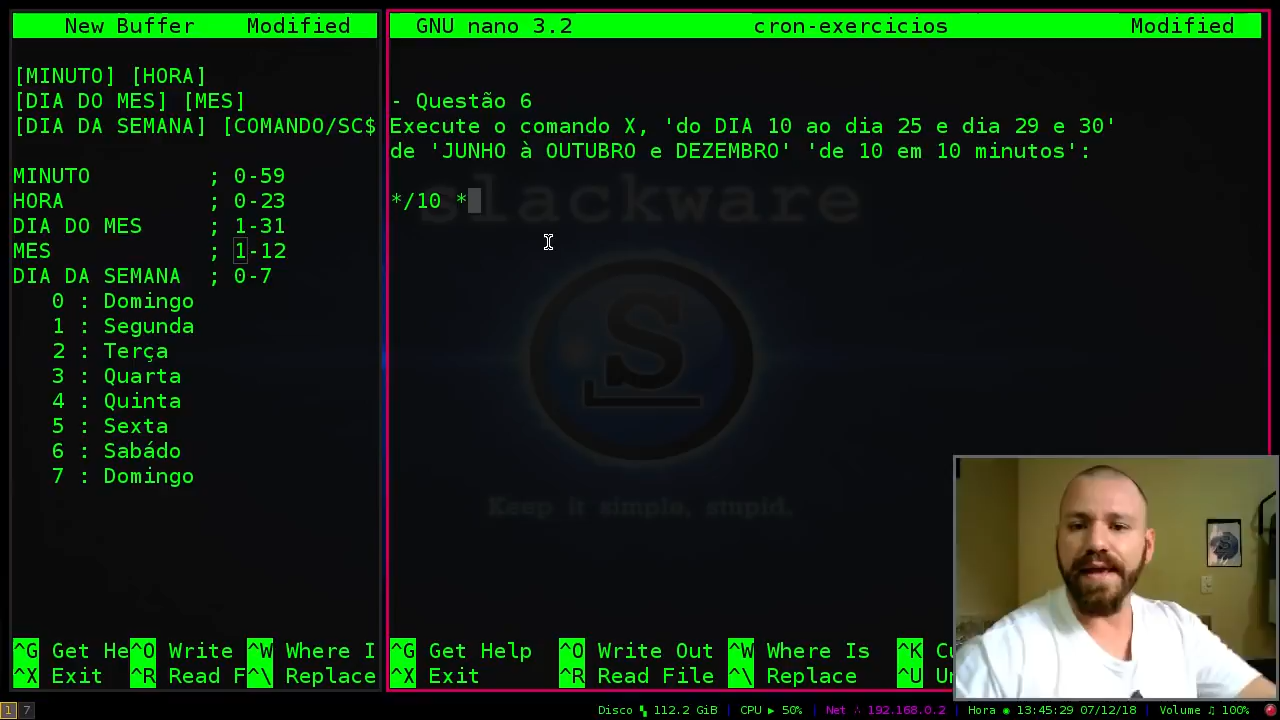 New Buffer Modified
[MINUTO] [HORA]
[DIA DO MES] [MES]
[DIA DA SEMANA] [COMANDO/SC$
MINUTO ; 0-59
HORA ; 0-23
DIA DO MES ; 1-31
MES ; 1-12
DIA DA SEMANA ; 0-7
0 : Domingo
1 : Segunda
2 : Terça
3 : Quarta
4 : Quinta
5 : Sexta
6 : Sabádo
7 : Domingo
^G Get He^O Write ^W Where I
^X Exit ^R Read F^\ Replace
GNU nano 3.2 cron-exercicios Modified
- Questão 6
Execute o comando X, 'do DIA 10 ao dia 25 e dia 29 e 30'
de 'JUNHO à OUTUBRO e DEZEMBRO' 'de 10 em 10 minutos':
*/10 *
slackware
S
Keep it simple, stupid.
^G Get Help ^O Write Out ^W Where Is ^K
^X Exit ^R Read File ^\ Replace ^U
1 7 Disco 112.2 GiB | CPU ▶ 50% | Net 192.168.0.2 | Hora ◉ 13:45:29 07/12/18 | Volume ♫ 100%